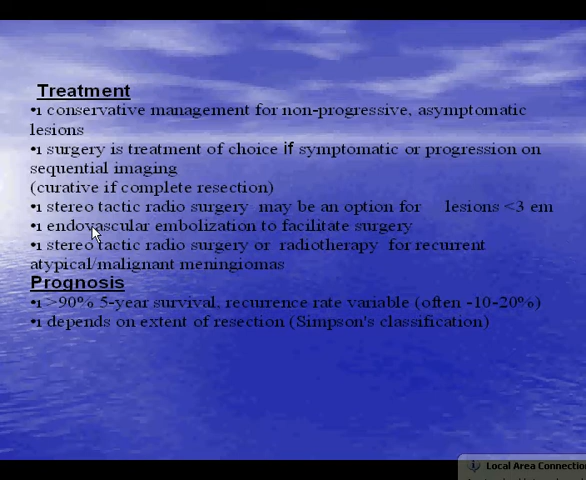 Treatment
•1 conservative management for non-progressive, asymptomatic
lesions
•1 surgery is treatment of choice if symptomatic or progression on
sequential imaging
(curative if complete resection)
•1 stereo tactic radio surgery may be an option for lesions <3 em
•1 endovascular embolization to facilitate surgery
•1 stereo tactic radio surgery or radiotherapy for recurrent
atypical/malignant meningiomas
Prognosis
•1 >90% 5-year survival, recurrence rate variable (often -10-20%)
•1 depends on extent of resection (Simpson's classification)
Local Area Connection